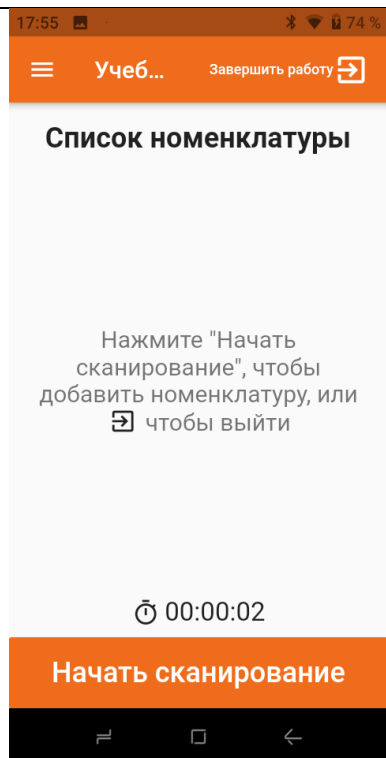 17:55 74 %
Учеб... Завершить работу
Список номенклатуры
Нажмите "Начать
сканирование", чтобы
добавить номенклатуру, или
чтобы выйти
00:00:02
Начать сканирование